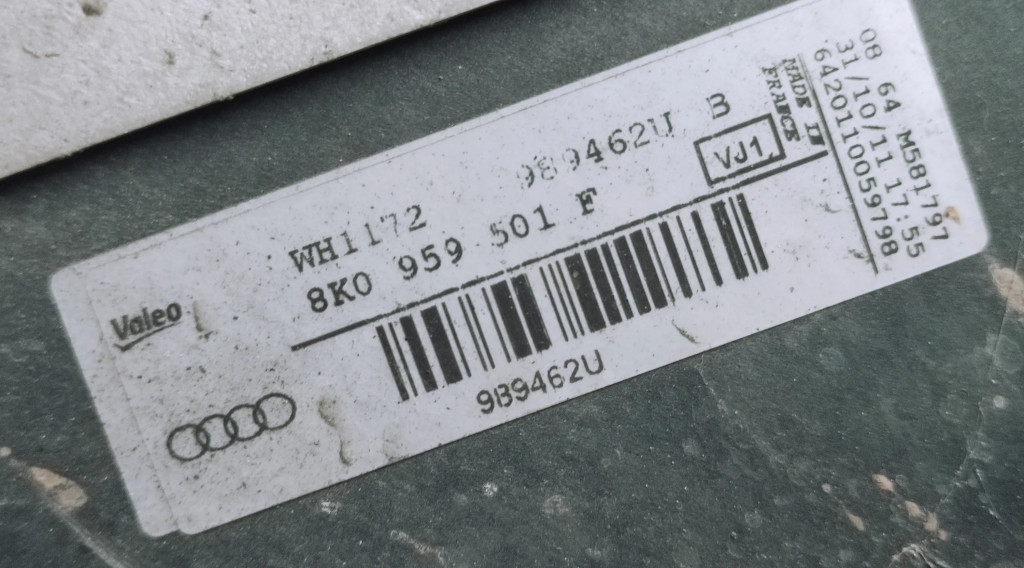 WH1172
9B9462U B
8K0 959 501 F
VJ1
MADE IN
FRANCE
08 64 M581797
31/10/11 17:55
6420110059798
Valeo
9B9462U